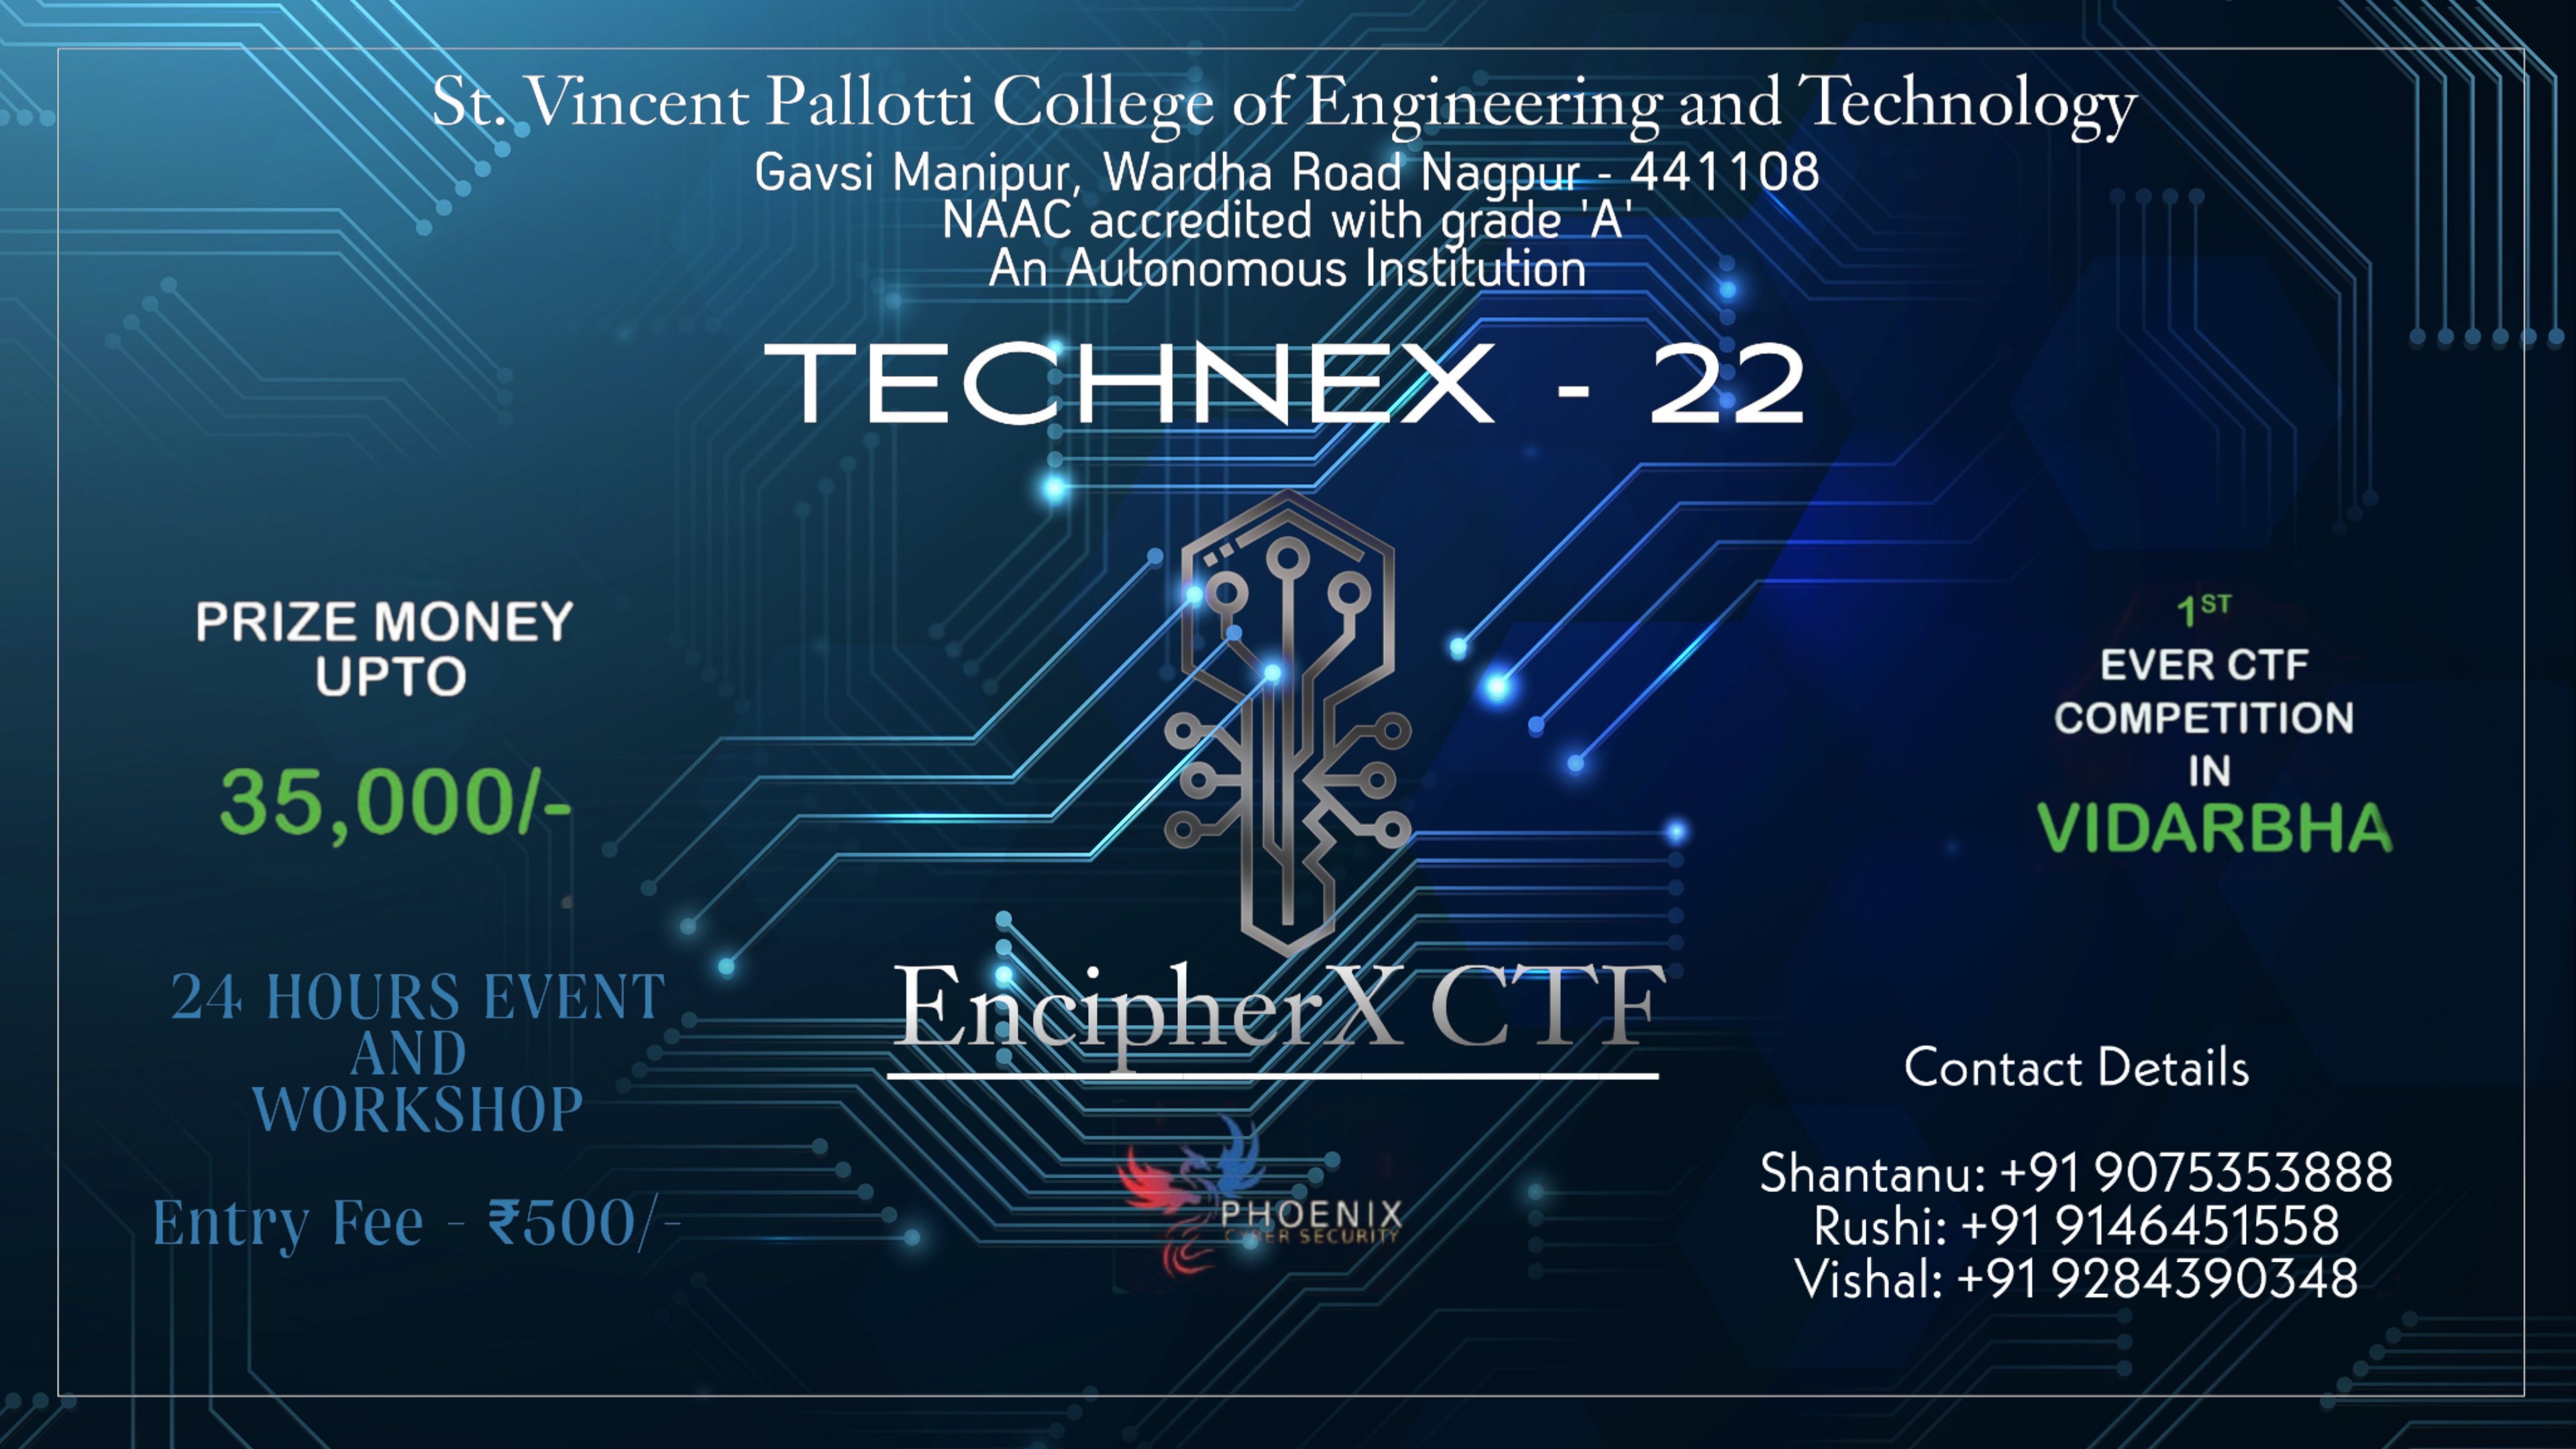 St. Vincent Pallotti College of Engineering and Technology
Gavsi Manipur, Wardha Road Nagpur - 441108
NAAC accredited with grade 'A'
An Autonomous Institution
TECHNEX - 22
PRIZE MONEY
UPTO
35,000/-
1ST
EVER CTF
COMPETITION
IN
VIDARBHA
24 HOURS EVENT
AND
WORKSHOP
Entry Fee - ₹500/-
EncipherX CTF
PHOENIX
CYBER SECURITY
Contact Details
Shantanu: +91 9075353888
Rushi: +91 9146451558
Vishal: +91 9284390348